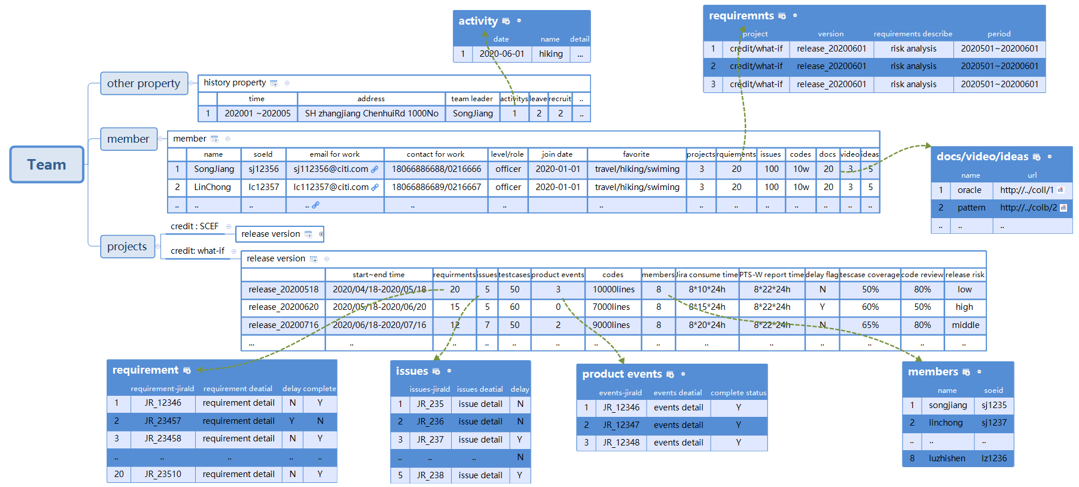 activity
date name detail
1 2020-06-01 hiking ...
requiremnts
project version requirements describe period
1 credit/what-if release_20200601 risk analysis 2020501~20200601
2 credit/what-if release_20200601 risk analysis 2020501~20200601
3 credit/what-if release_20200601 risk analysis 2020501~20200601
Team
other property
history property
time address team leader activitys leave recruit ..
1 202001 ~202005 SH zhangjiang ChenhuiRd 1000No SongJiang 1 2 2 ..
member
member
name soeId email for work contact for work level/role join date favorite projects rquiements issues codes docs video ideas
1 SongJiang sj12356 sj112356@citi.com 18066886688/0216666 officer 2020-01-01 travel/hiking/swiming 3 20 100 10w 20 3 5
2 LinChong lc12357 lc112357@citi.com 18066886689/0216667 officer 2020-01-01 travel/hiking/swiming 3 20 100 10w 20 3 5
.. .. .. .. .. .. .. .. .. .. .. .. .. .. ..
docs/video/ideas
name url
1 oracle http://../coll/1
2 pattern http://../colb/2
.. .. ..
projects
credit : SCEF
release version
credit: what-if
release version
start~end time requirments issues testcases product events codes members Jira consume time PTS-W report time delay flag tescase coverage code review release risk
release_20200518 2020/04/18-2020/05/18 20 5 50 3 10000lines 8 8*10*24h 8*22*24h N 50% 80% low
release_20200620 2020/05/18-2020/06/20 15 5 60 0 7000lines 8 8*15*24h 8*22*24h Y 60% 50% high
release_20200716 2020/06/18-2020/07/16 12 7 50 2 9000lines 8 8*20*24h 8*22*24h N 65% 80% middle
... .. .. .. .. .. .. .. .. .. .. .. .. ..
requirement
requirement-jiraId requirement deatial delay complete
1 JR_12346 requirement detail N Y
2 JR_23457 requirement detail Y N
3 JR_23458 requirement detail N Y
.. .. .. .. ..
20 JR_23510 requirement detail N Y
issues
issues-jiraId issues deatial delay
1 JR_235 issue detail N
2 JR_236 issue detail N
3 JR_237 issue detail Y
.. .. .. N
5 JR_238 issue detail Y
product events
events-jiraId events deatial complete status
1 JR_12346 events detail Y
2 JR_12347 events detail Y
3 JR_12348 events detail Y
members
name soeid
1 songjiang sj1235
2 linchong sj1237
.. .. ..
8 luzhishen lz1236